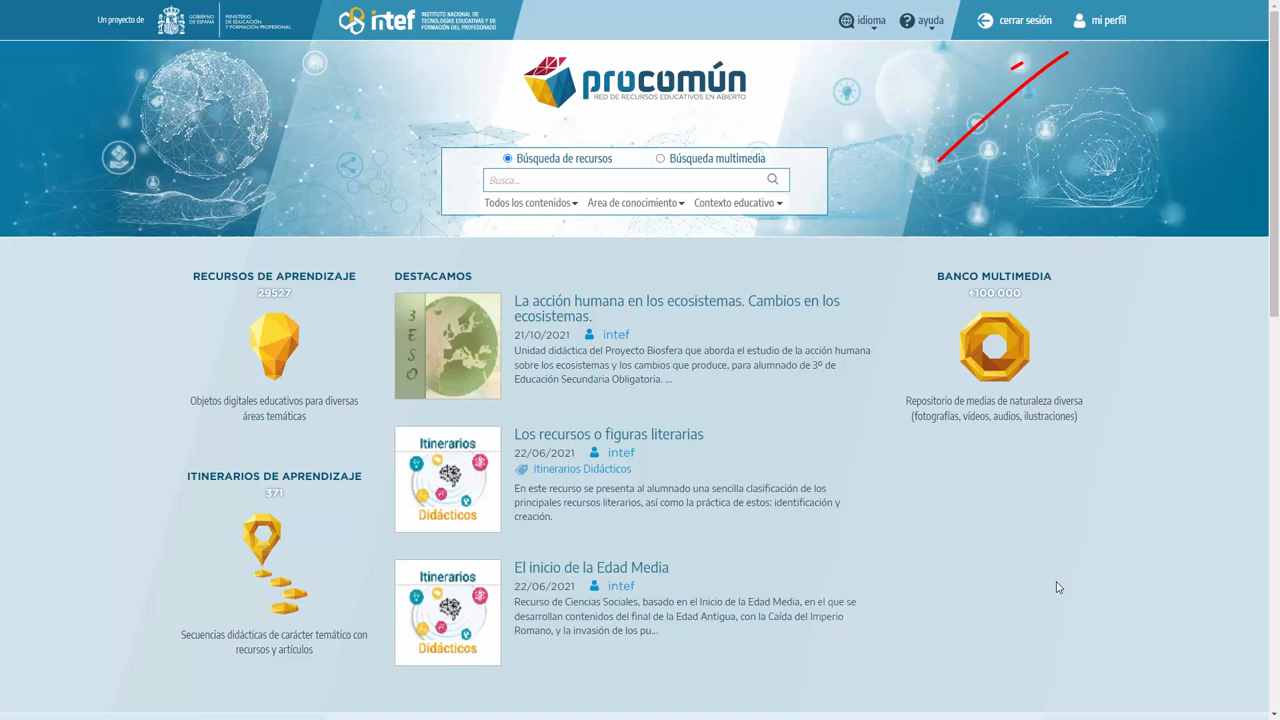 Un proyecto de
GOBIERNO DE ESPAÑA
MINISTERIO DE EDUCACIÓN Y FORMACIÓN PROFESIONAL
intef
INSTITUTO NACIONAL DE TECNOLOGÍAS EDUCATIVAS Y DE FORMACIÓN DEL PROFESORADO
idioma
ayuda
cerrar sesión
mi perfil
procomún
RED DE RECURSOS EDUCATIVOS EN ABIERTO
Búsqueda de recursos
Búsqueda multimedia
Busca...
Todos los contenidos
Área de conocimiento
Contexto educativo
RECURSOS DE APRENDIZAJE
29527
Objetos digitales educativos para diversas
áreas temáticas
ITINERARIOS DE APRENDIZAJE
371
Secuencias didácticas de carácter temático con
recursos y artículos
DESTACAMOS
3 ESO
La acción humana en los ecosistemas. Cambios en los
ecosistemas.
21/10/2021 intef
Unidad didáctica del Proyecto Biosfera que aborda el estudio de la acción humana
sobre los ecosistemas y los cambios que produce, para alumnado de 3º de
Educación Secundaria Obligatoria. ...
Itinerarios
Didácticos
Los recursos o figuras literarias
22/06/2021 intef
Itinerarios Didácticos
En este recurso se presenta al alumnado una sencilla clasificación de los
principales recursos literarios, así como la práctica de estos: identificación y
creación.
Itinerarios
Didácticos
El inicio de la Edad Media
22/06/2021 intef
Recurso de Ciencias Sociales, basado en el Inicio de la Edad Media, en el que se
desarrollan contenidos del final de la Edad Antigua, con la Caída del Imperio
Romano, y la invasión de los pu...
BANCO MULTIMEDIA
+100.000
Repositorio de medias de naturaleza diversa
(fotografías, vídeos, audios, ilustraciones)